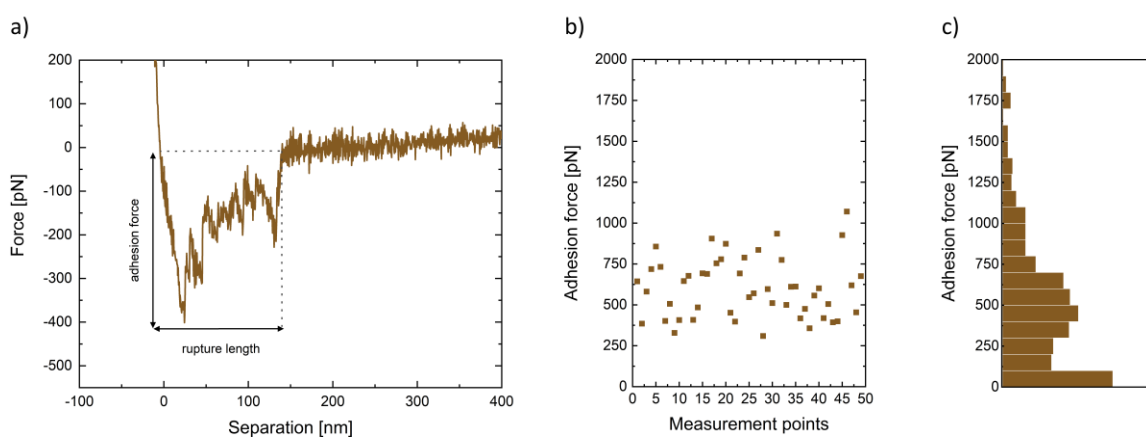 a)
200
100
0
-100
-200
-300
-400
-500
Force [pN]
adhesion force
rupture length
-100 0 100 200 300 400
Separation [nm]
b)
2000
1750
1500
1250
1000
750
500
250
0
Adhesion force [pN]
0 5 10 15 20 25 30 35 40 45 50
Measurement points
c)
2000
1750
1500
1250
1000
750
500
250
0
Adhesion force [pN]